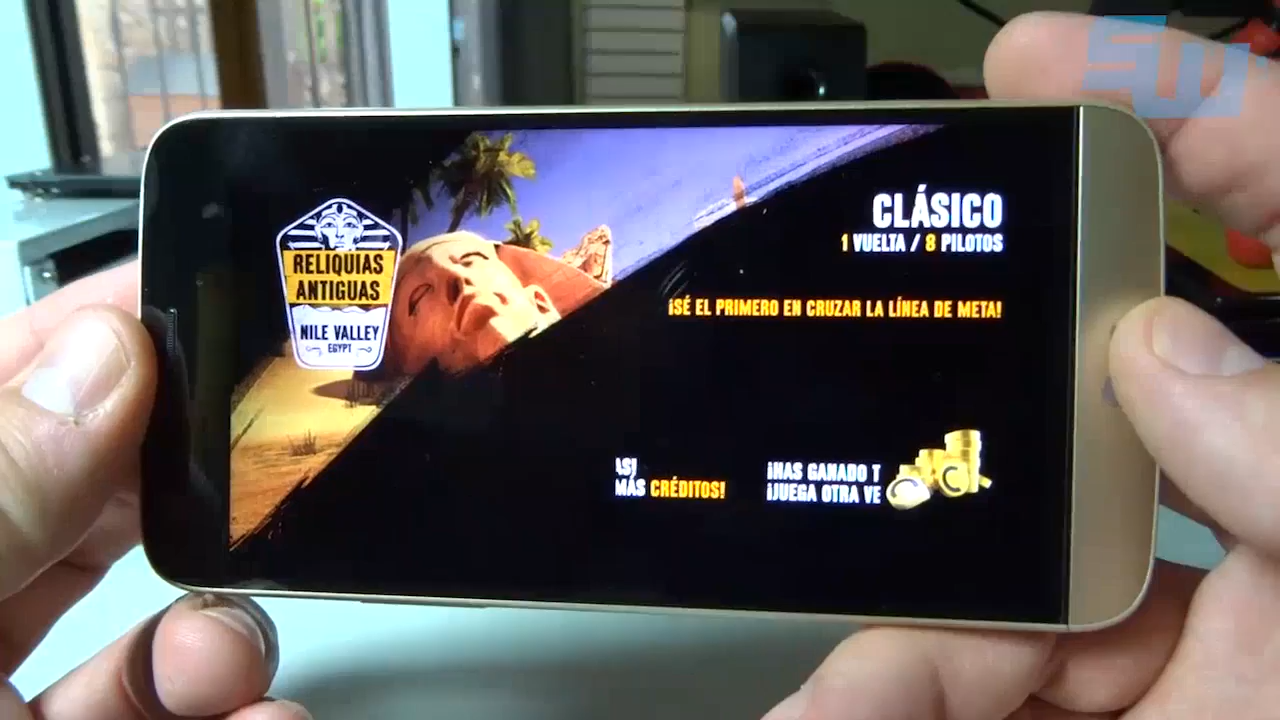 RELIQUIAS
ANTIGUAS
NILE VALLEY
EGYPT
CLÁSICO
1 VUELTA / 8 PILOTOS
¡SÉ EL PRIMERO EN CRUZAR LA LÍNEA DE META!
ASÍ
MÁS CRÉDITOS!
¡HAS GANADO T
¡JUEGA OTRA VE